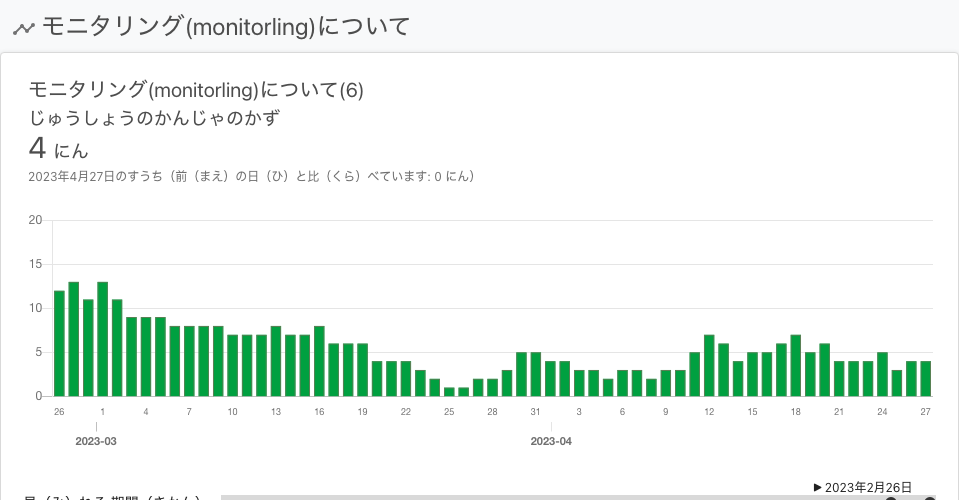 モニタリング(monitorling)について
モニタリング(monitorling)について(6)
じゅうしょうのかんじゃのかず
4 にん
2023年4月27日のすうち（前（まえ）の日（ひ）と比（くら）べています: 0 にん）
20
15
10
5
0
26 1 4 7 10 13 16 19 22 25 28 31 3 6 9 12 15 18 21 24 27
2023-03 2023-04
▶ 2023年2月26日